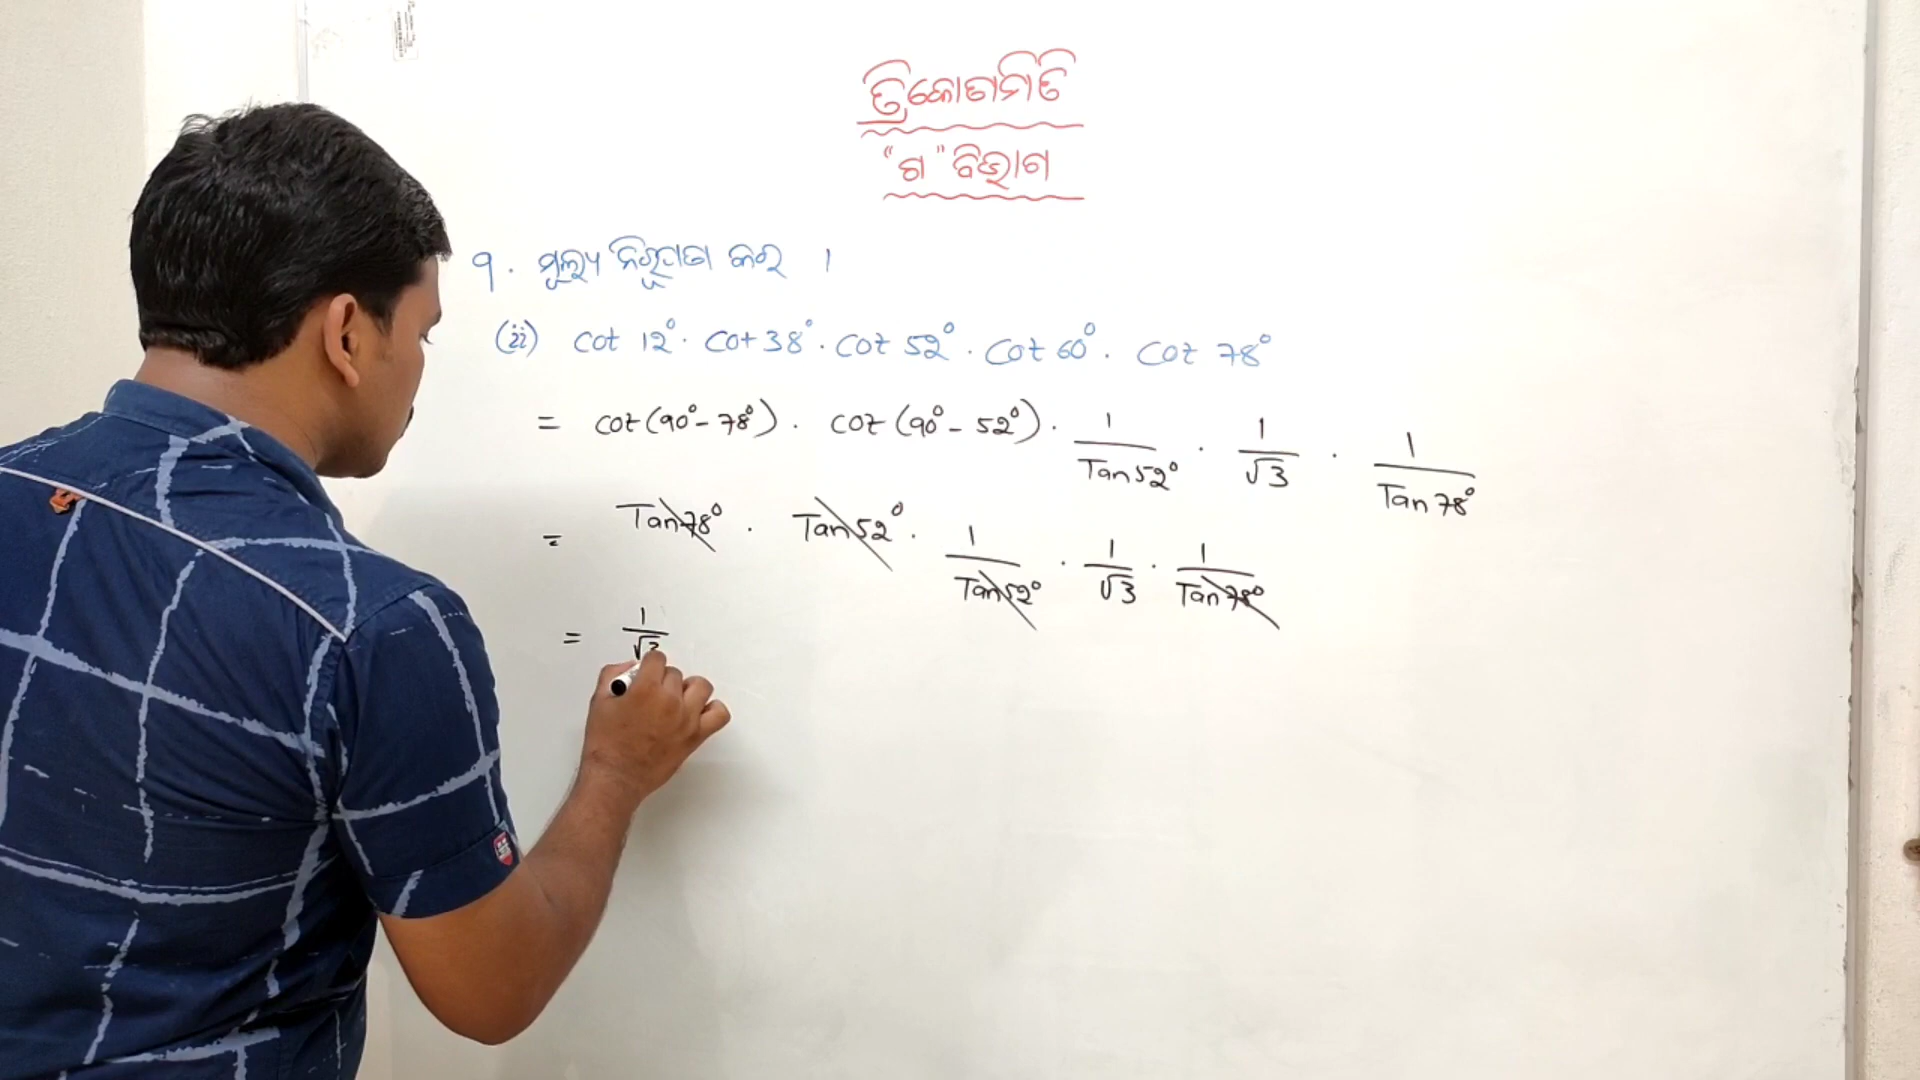 ତ୍ରିକୋଣମିତି
"ଗ" ବିଭାଗ
୧. ମୂଲ୍ୟ ନିରୂପଣ କର ।
(ii) cot 12° . cot 38° . cot 52° . cot 60° . cot 78°
= cot (90° - 78°) . cot (90° - 52°) . 1/Tan 52° . 1/√3 . 1/Tan 78°
= Tan 78° . Tan 52° . 1/Tan 52° . 1/√3 . 1/Tan 78°
= 1/√3